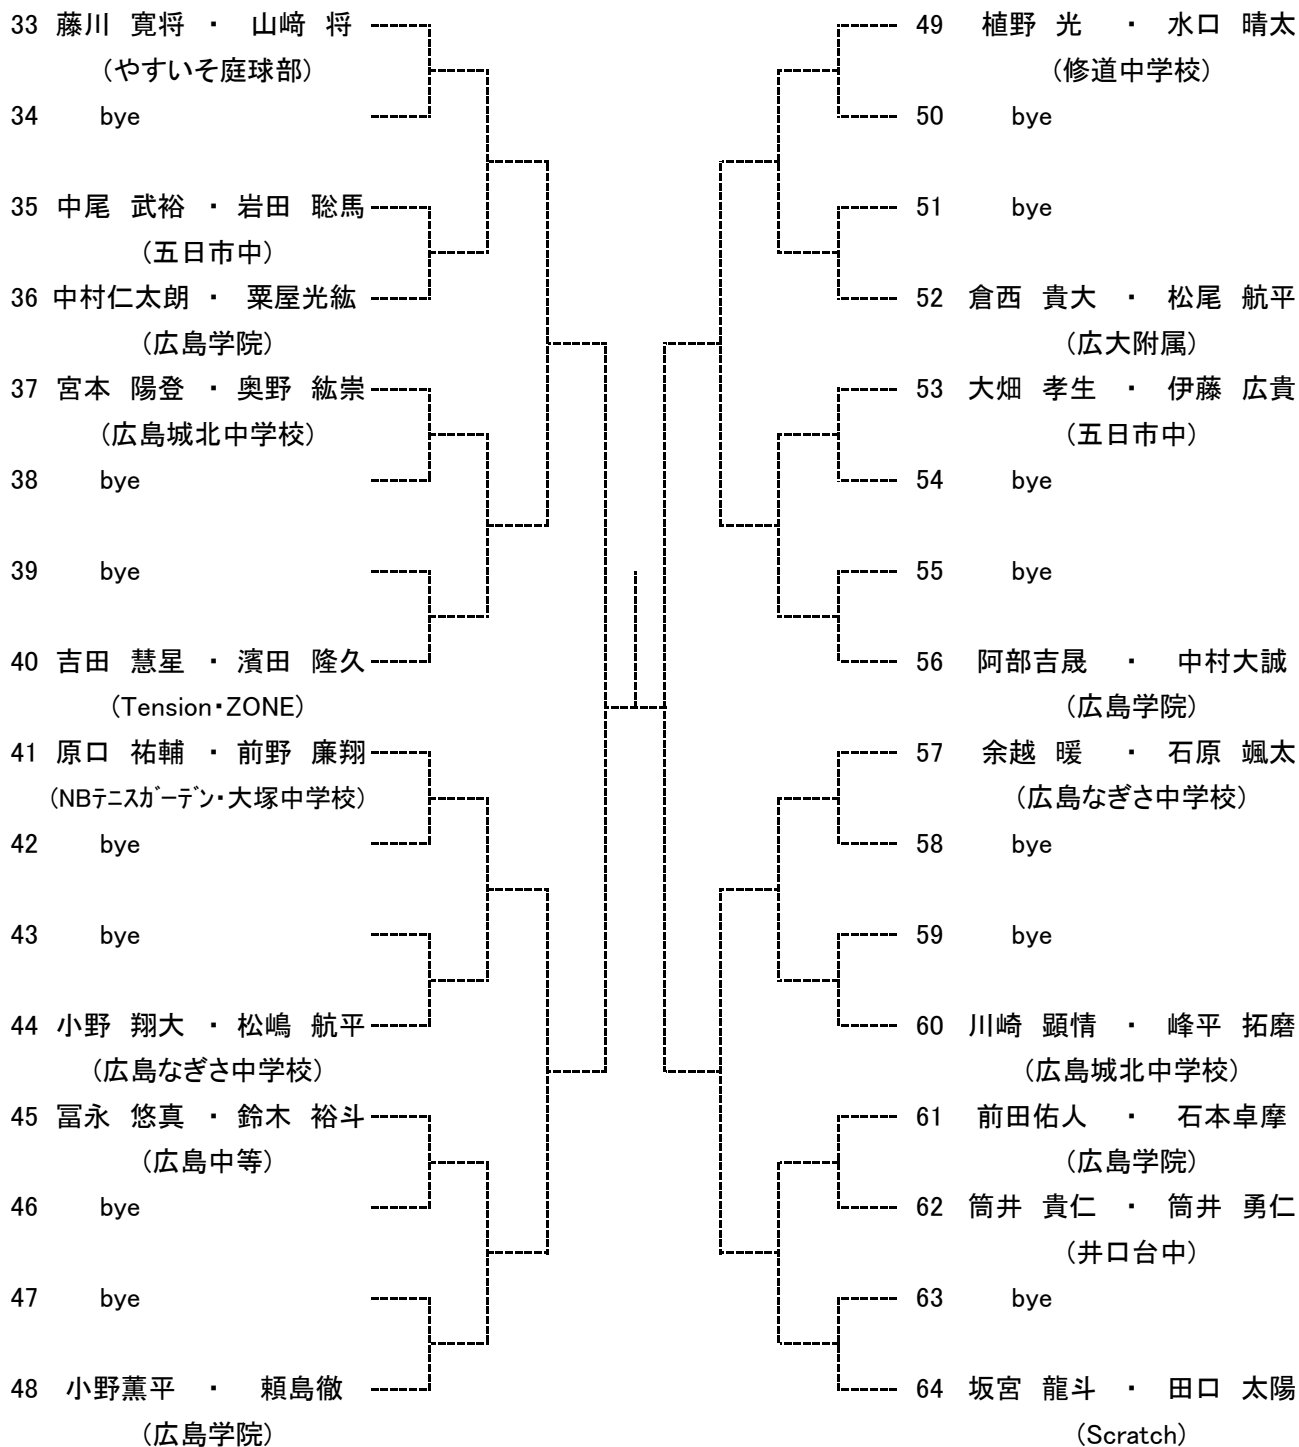 33 藤川 寛将 ・ 山﨑 将
(やすいそ庭球部)
34 bye
35 中尾 武裕 ・ 岩田 聡馬
(五日市中)
36 中村仁太朗 ・ 粟屋光紘
(広島学院)
37 宮本 陽登 ・ 奥野 紘崇
(広島城北中学校)
38 bye
39 bye
40 吉田 慧星 ・ 濱田 隆久
(Tension・ZONE)
41 原口 祐輔 ・ 前野 廉翔
(NBﾃﾆｽｶﾞｰﾃﾞﾝ・大塚中学校)
42 bye
43 bye
44 小野 翔大 ・ 松嶋 航平
(広島なぎさ中学校)
45 冨永 悠真 ・ 鈴木 裕斗
(広島中等)
46 bye
47 bye
48 小野薫平 ・ 頼島徹
(広島学院)
49 植野 光 ・ 水口 晴太
(修道中学校)
50 bye
51 bye
52 倉西 貴大 ・ 松尾 航平
(広大附属)
53 大畑 孝生 ・ 伊藤 広貴
(五日市中)
54 bye
55 bye
56 阿部吉晟 ・ 中村大誠
(広島学院)
57 余越 暖 ・ 石原 颯太
(広島なぎさ中学校)
58 bye
59 bye
60 川崎 顕情 ・ 峰平 拓磨
(広島城北中学校)
61 前田佑人 ・ 石本卓摩
(広島学院)
62 筒井 貴仁 ・ 筒井 勇仁
(井口台中)
63 bye
64 坂宮 龍斗 ・ 田口 太陽
(Scratch)